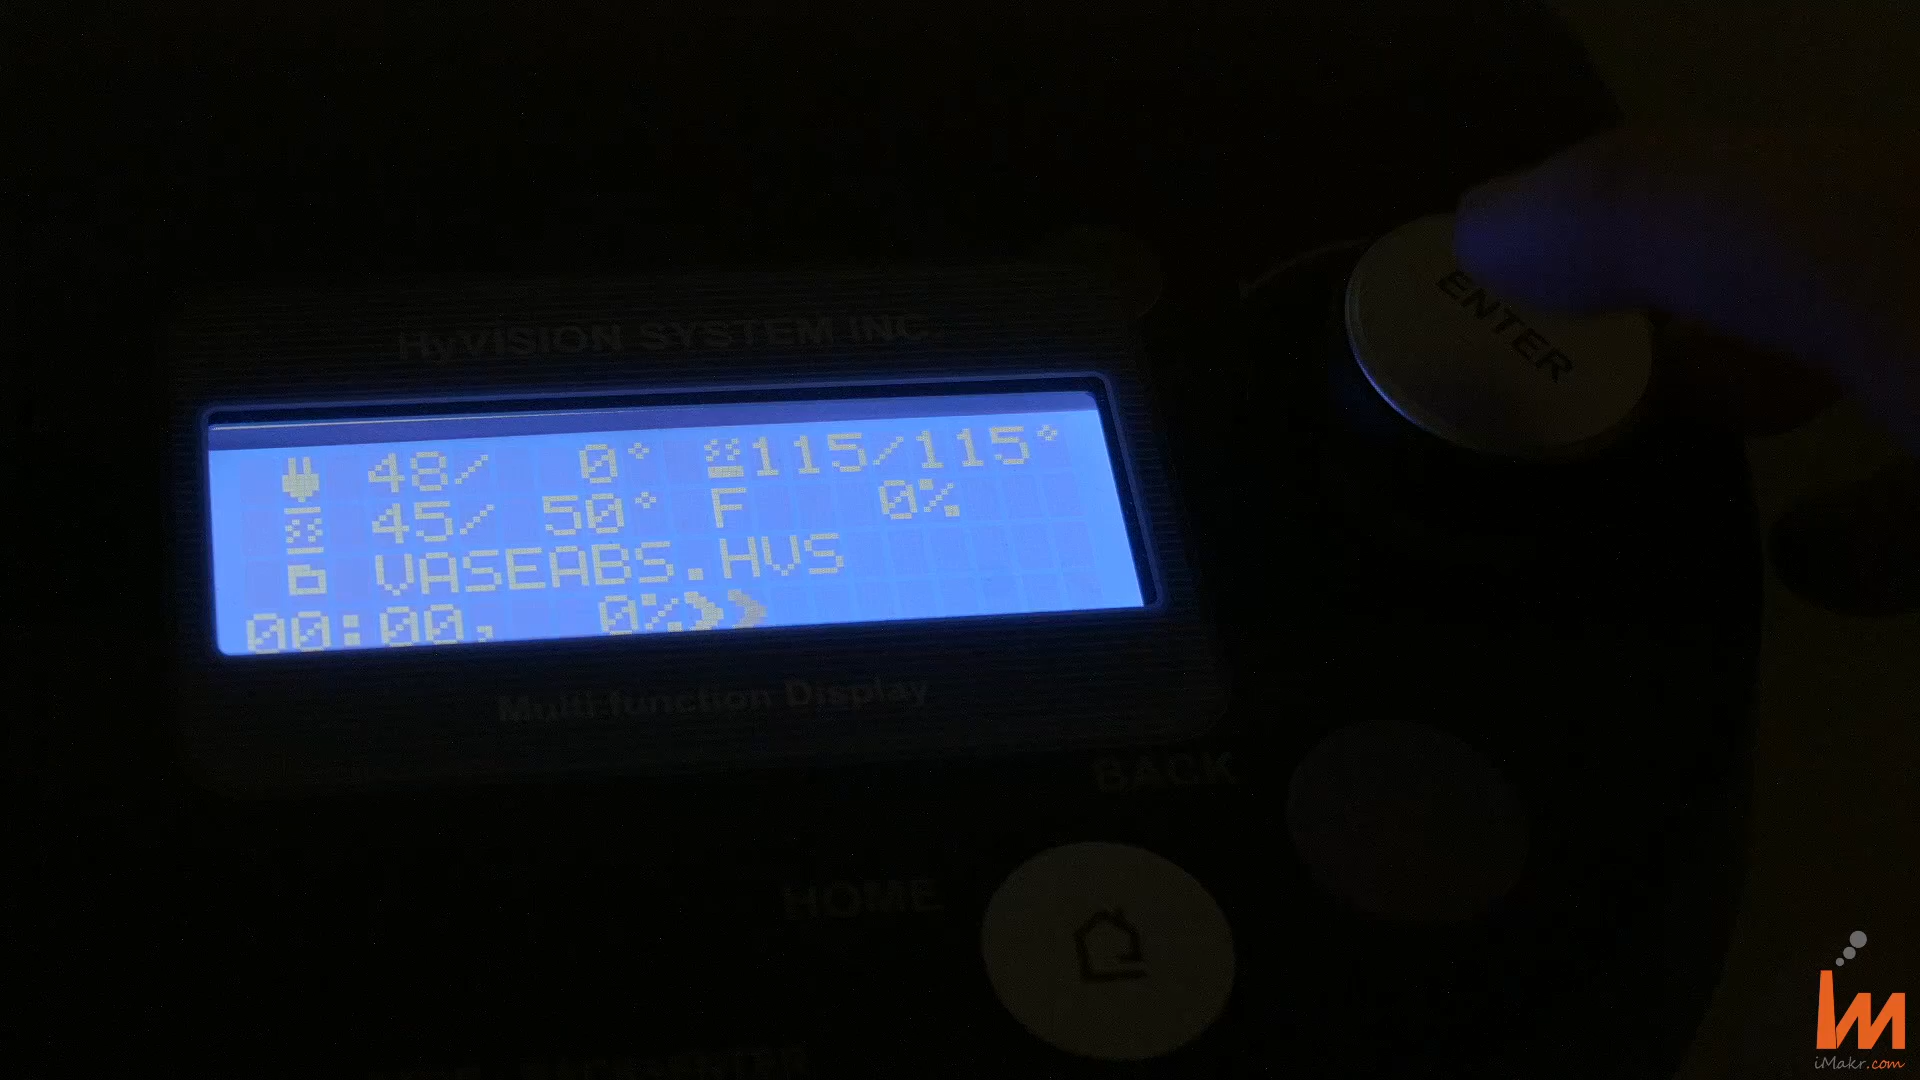 HyVISION SYSTEM INC.
48/ 0° 115/115°
45/ 50° F 0%
VASEABS.HVS
00:00, 0%
Multi function Display
ENTER
BACK
HOME
iMakr.com